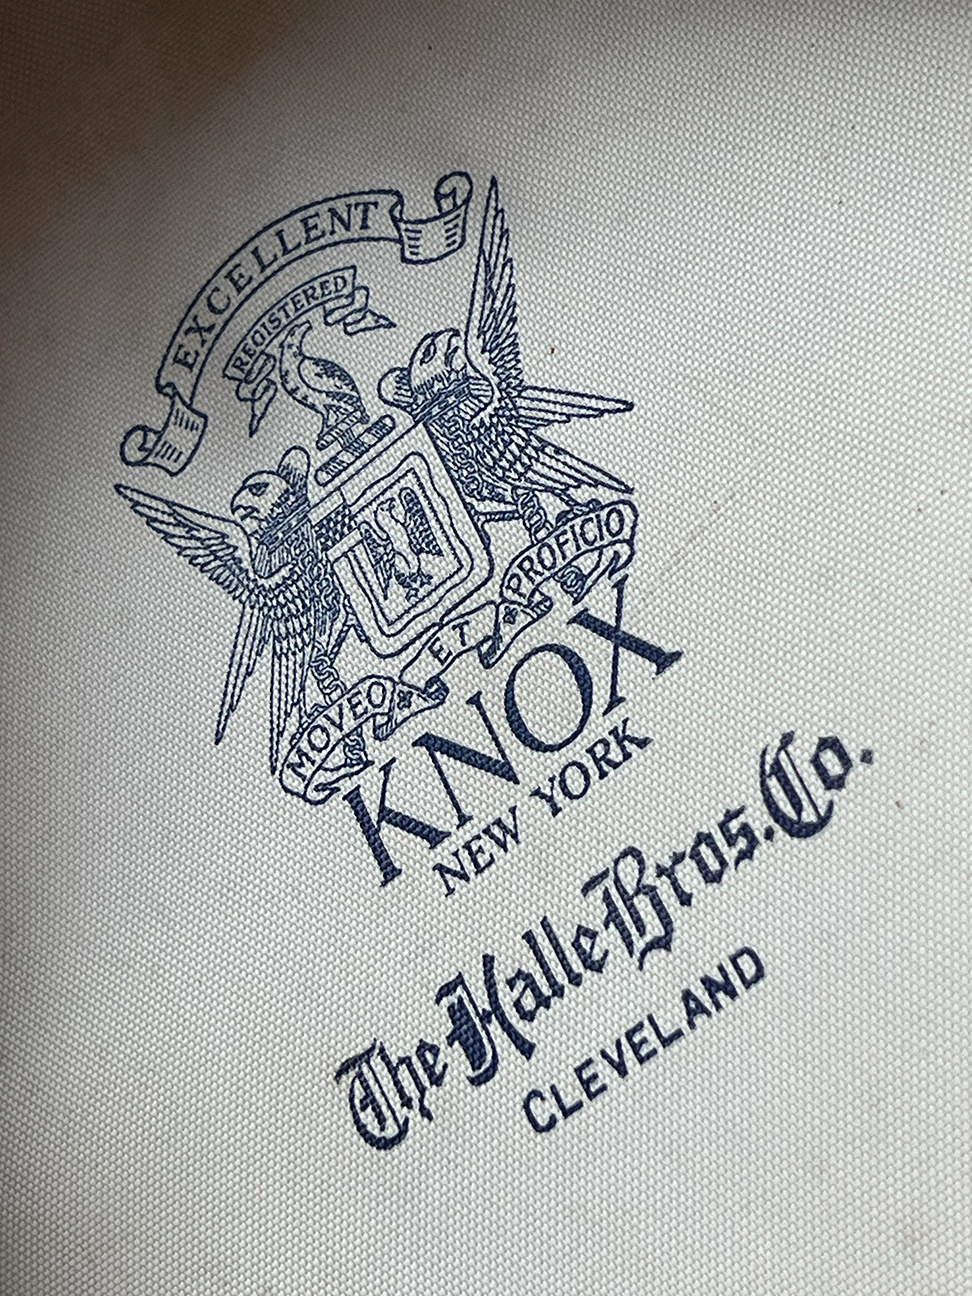 EXCELLENT
REGISTERED
MOVEO ET PROFICIO
KNOX
NEW YORK
The Halle Bros. Co.
CLEVELAND